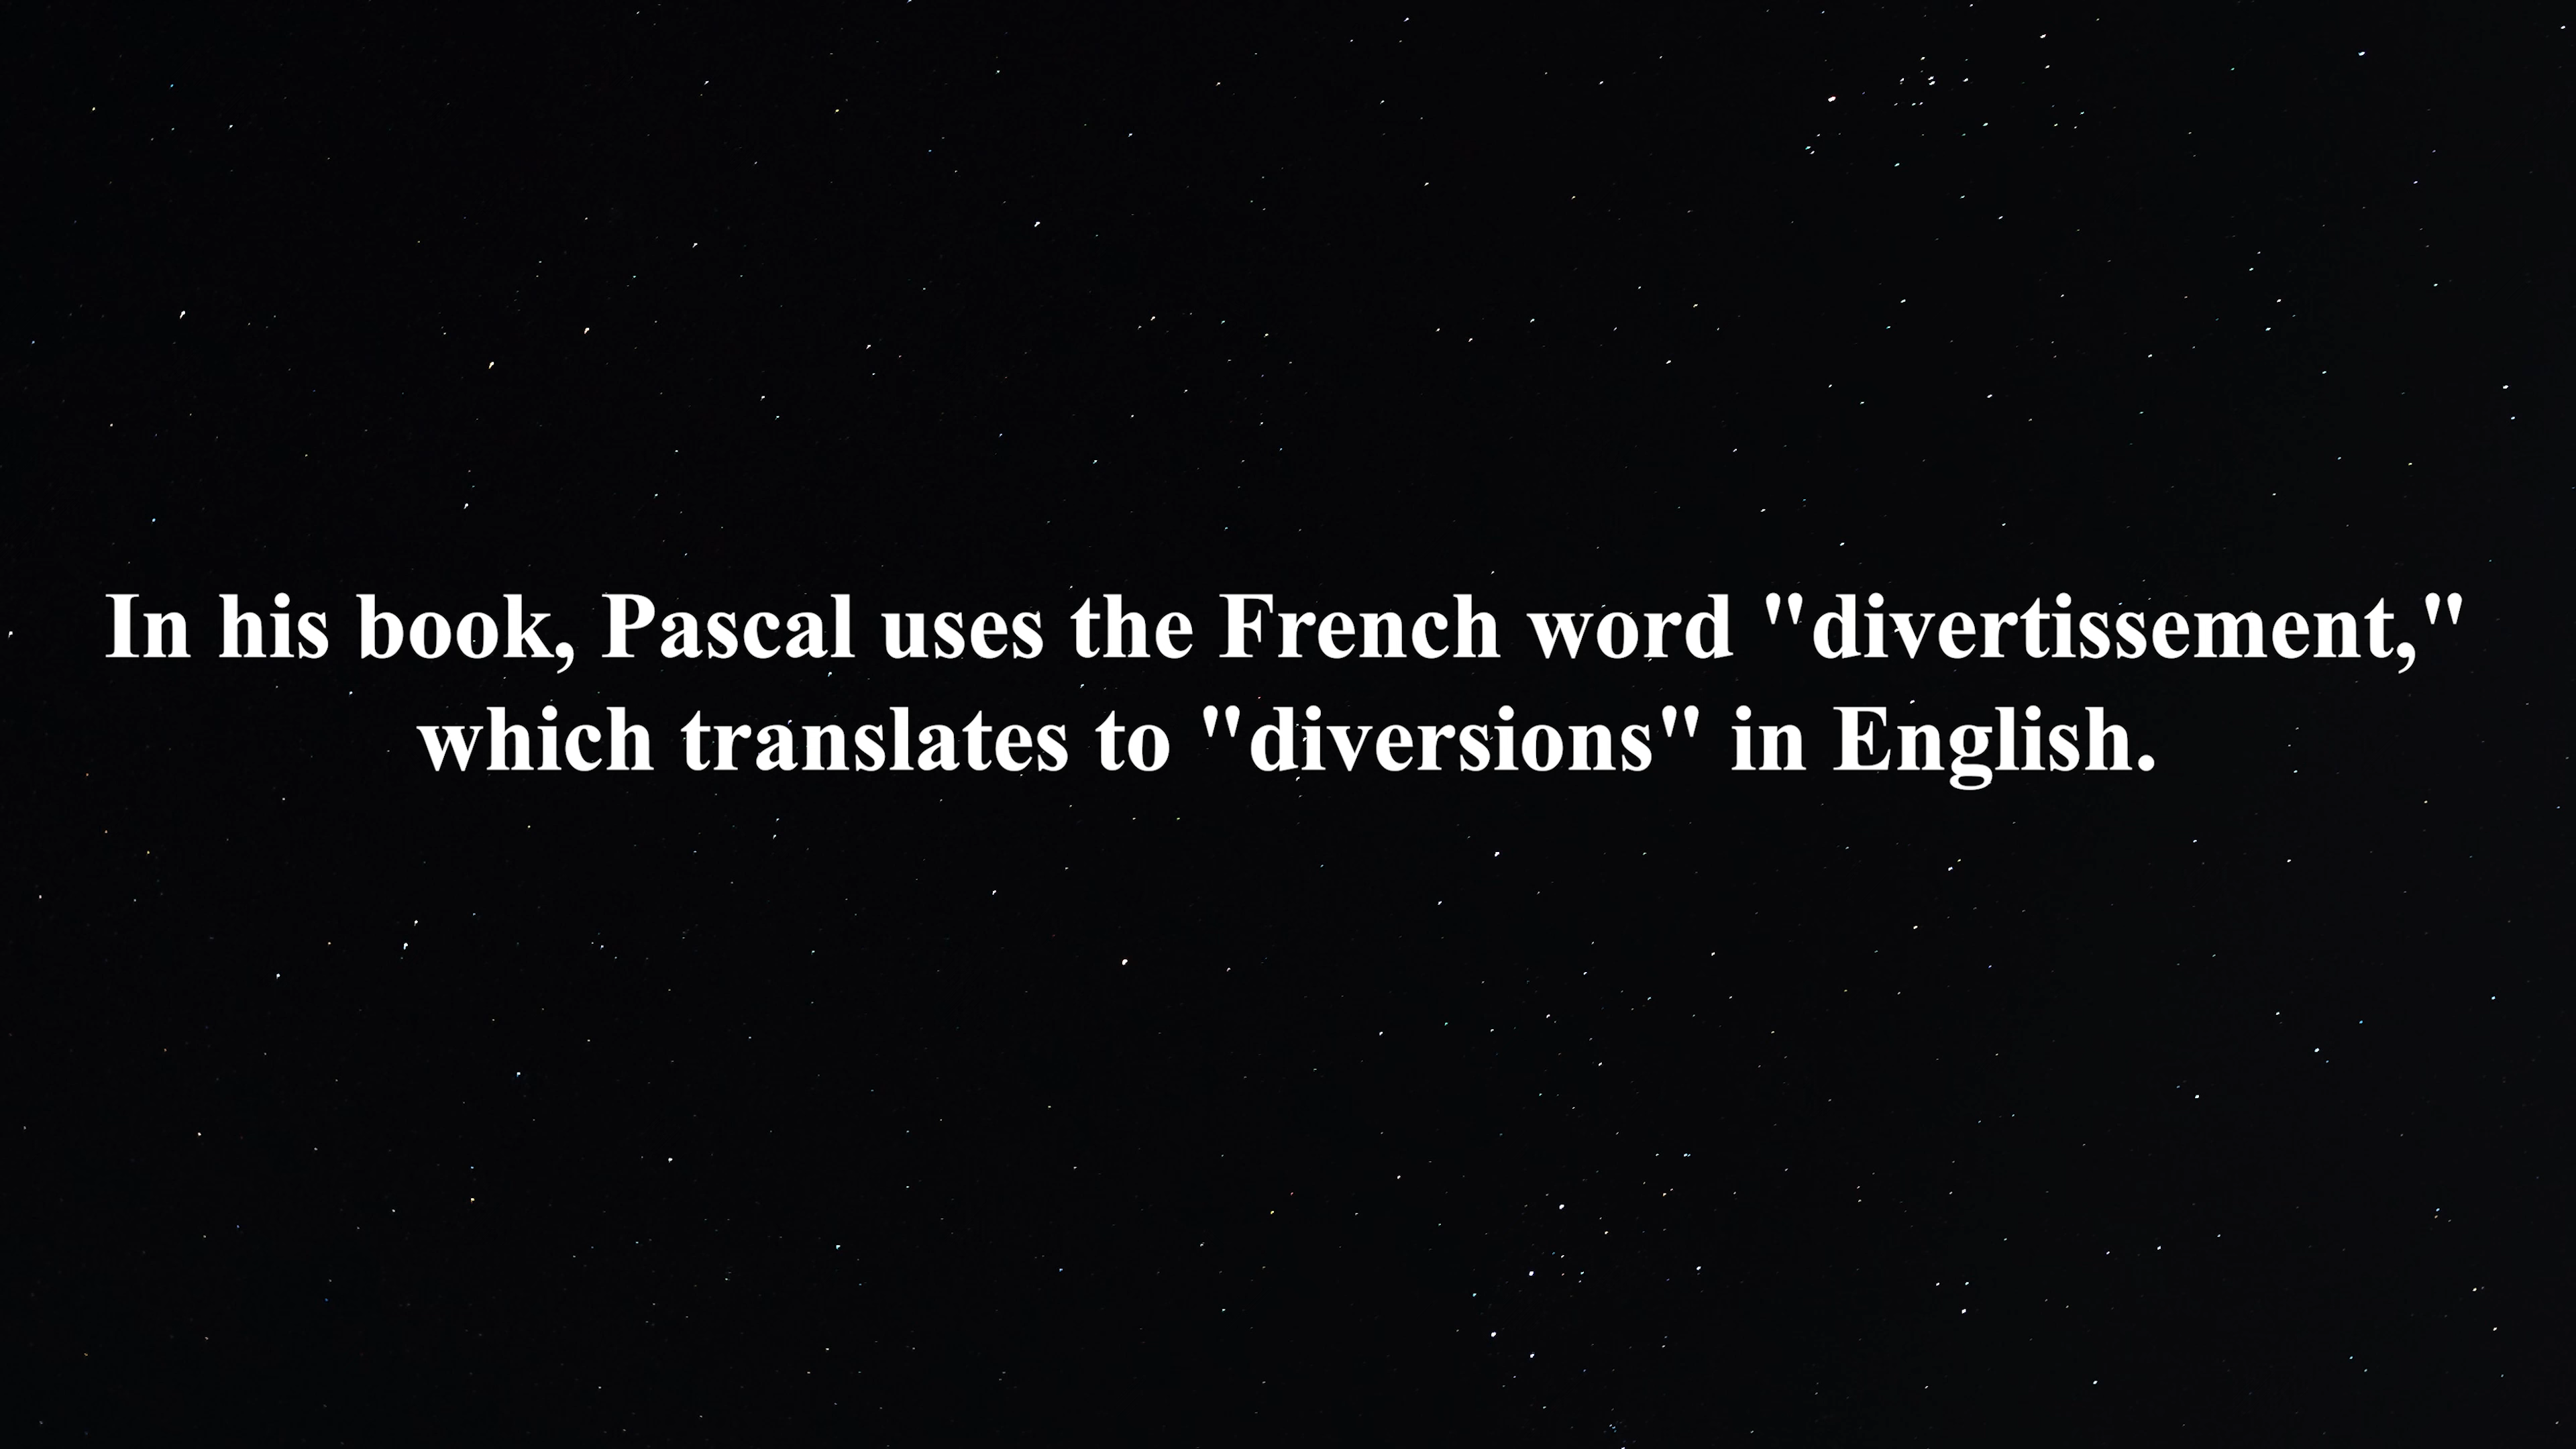 In his book, Pascal uses the French word "divertissement,"
which translates to "diversions" in English.